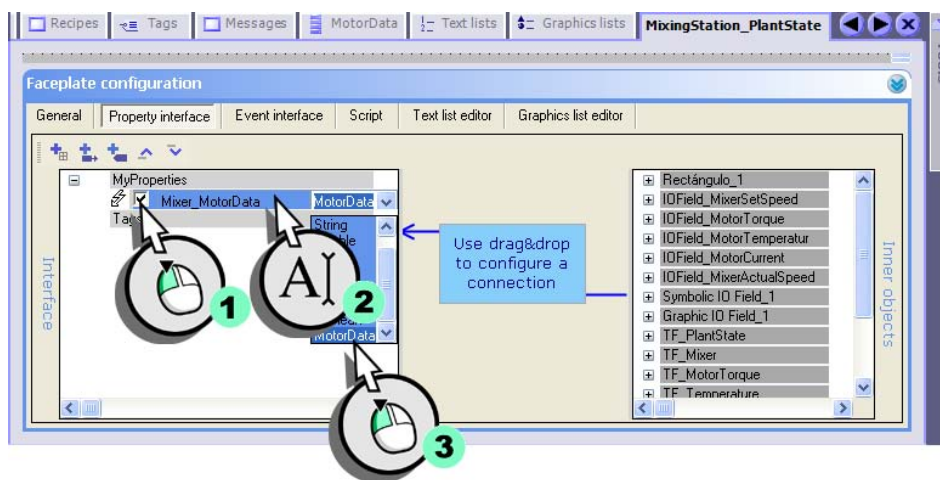 Recipes
Tags
Messages
MotorData
Text lists
Graphics lists
MixingStation_PlantState
Faceplate configuration
General
Property interface
Event interface
Script
Text list editor
Graphics list editor
MyProperties
Mixer_MotorData
MotorData
String
MotorData
Interface
1
A
2
3
Use drag&drop
to configure a
connection
Rectángulo_1
IOField_MixerSetSpeed
IOField_MotorTorque
IOField_MotorTemperatur
IOField_MotorCurrent
IOField_MixerActualSpeed
Symbolic IO Field_1
Graphic IO Field_1
TF_PlantState
TF_Mixer
TF_MotorTorque
TF_Temperature
Inner objects